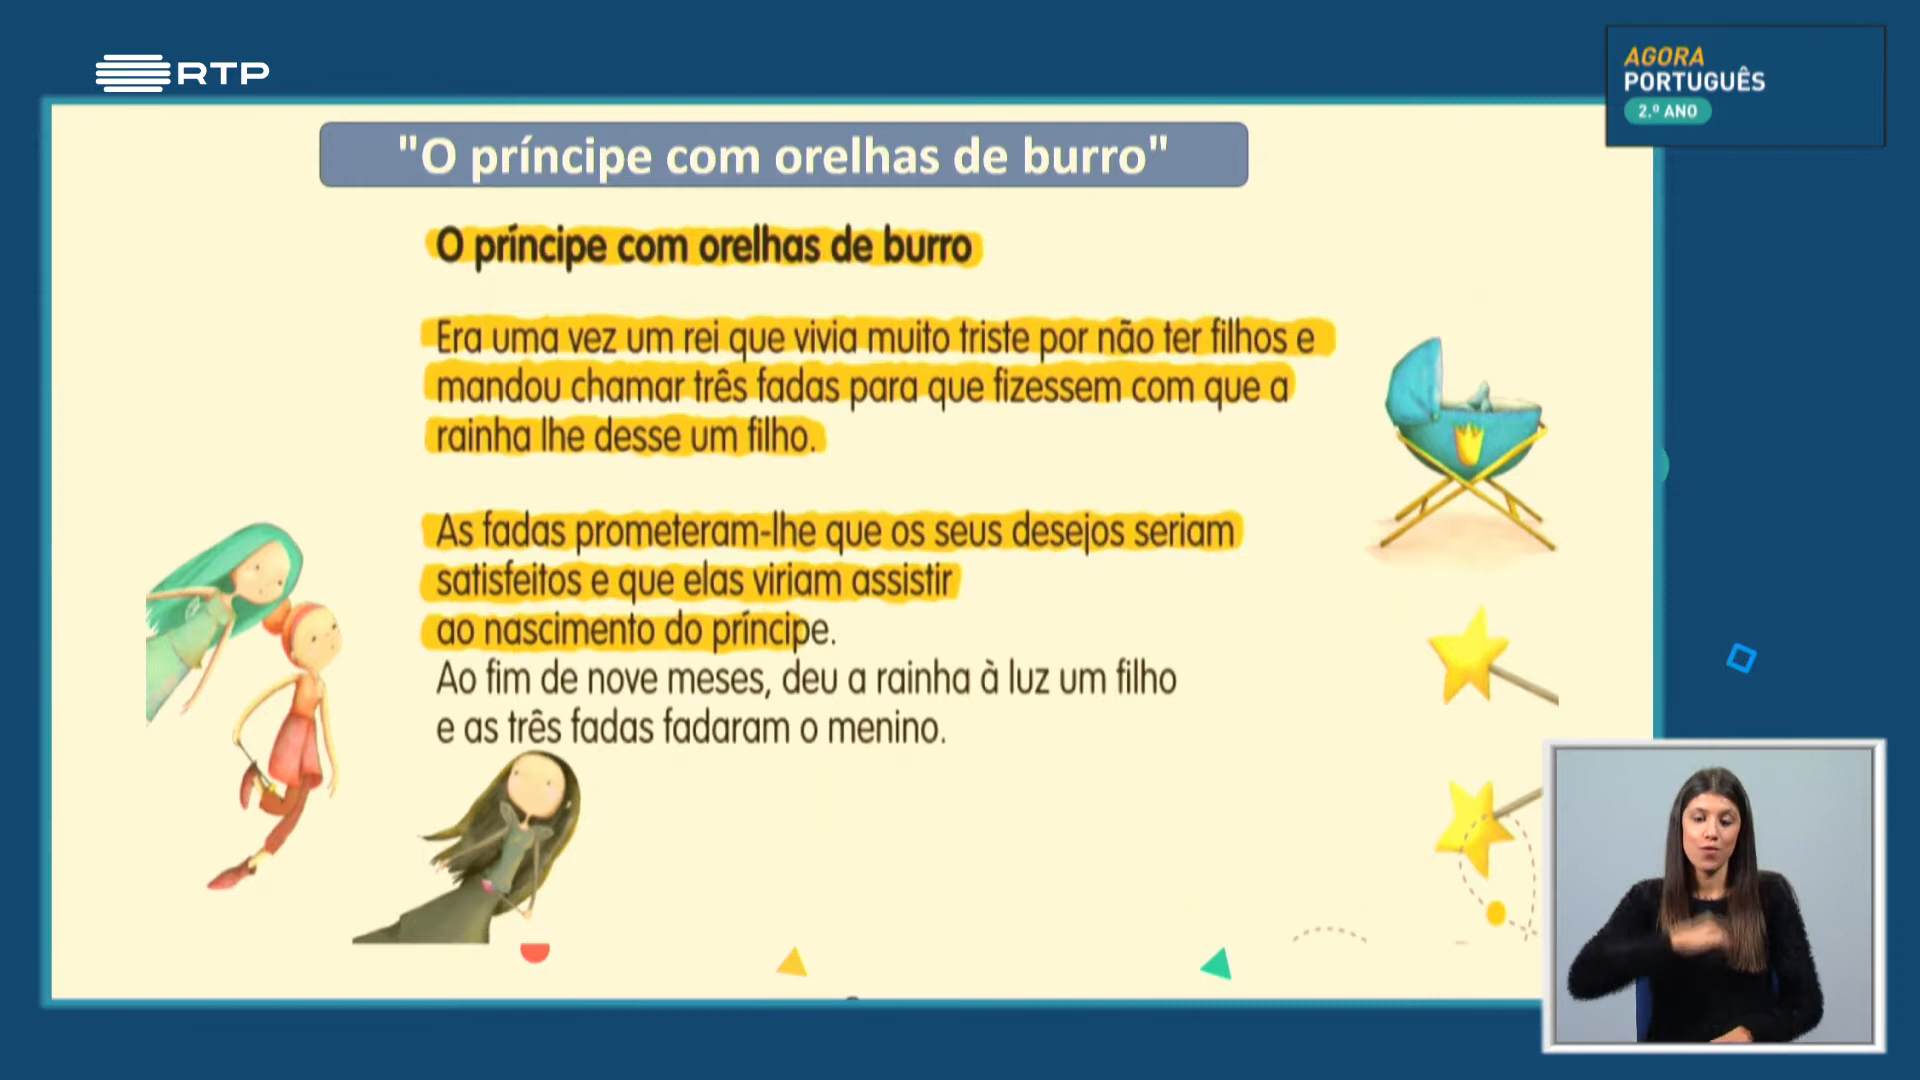 RTP
AGORA
PORTUGUÊS
2.º ANO
"O príncipe com orelhas de burro"
O príncipe com orelhas de burro
Era uma vez um rei que vivia muito triste por não ter filhos e
mandou chamar três fadas para que fizessem com que a
rainha lhe desse um filho.
As fadas prometeram-lhe que os seus desejos seriam
satisfeitos e que elas viriam assistir
ao nascimento do príncipe.
Ao fim de nove meses, deu a rainha à luz um filho
e as três fadas fadaram o menino.